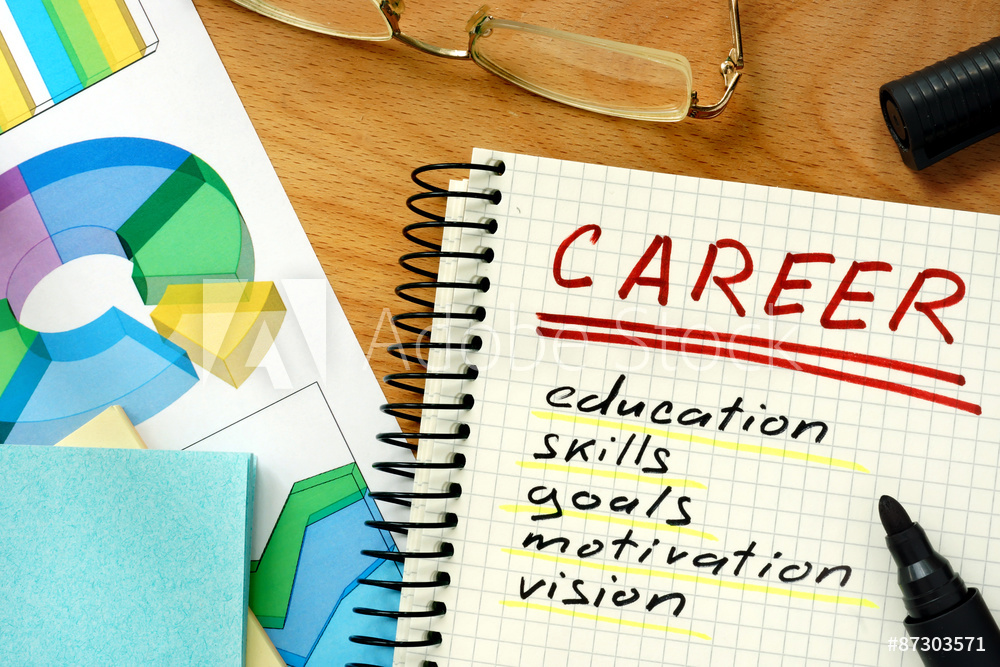 CAREER
education
skills
goals
motivation
vision
Adobe Stock
#87303571